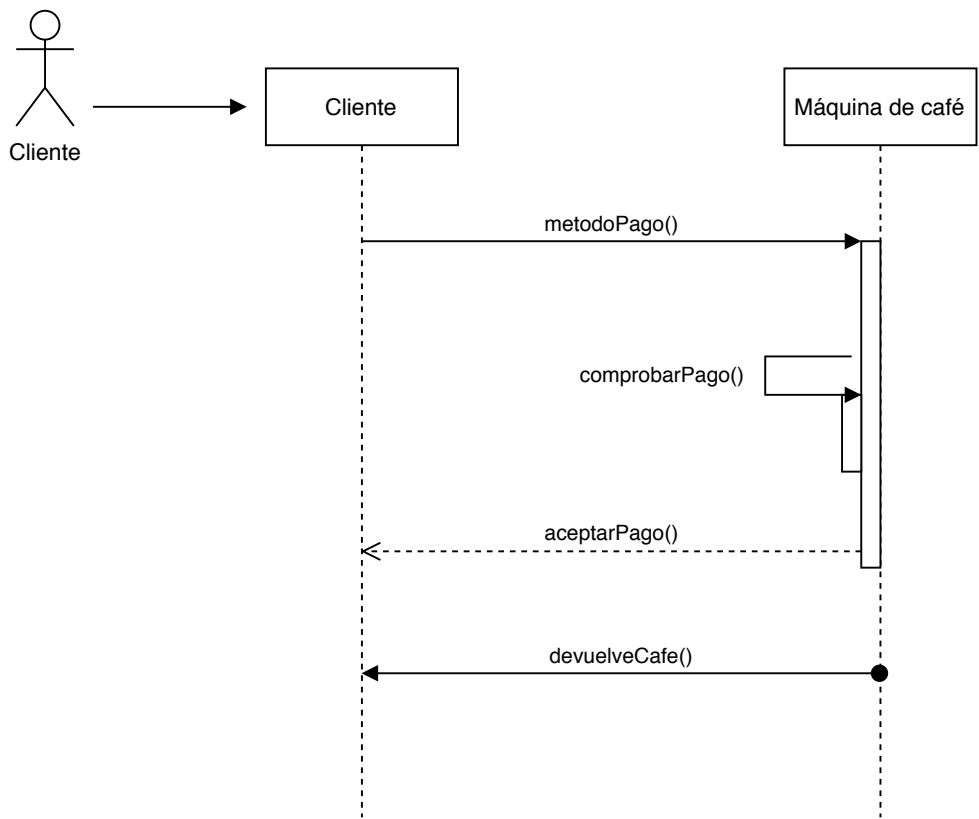 Cliente
Cliente
Máquina de café
metodoPago()
comprobarPago()
aceptarPago()
devuelveCafe()